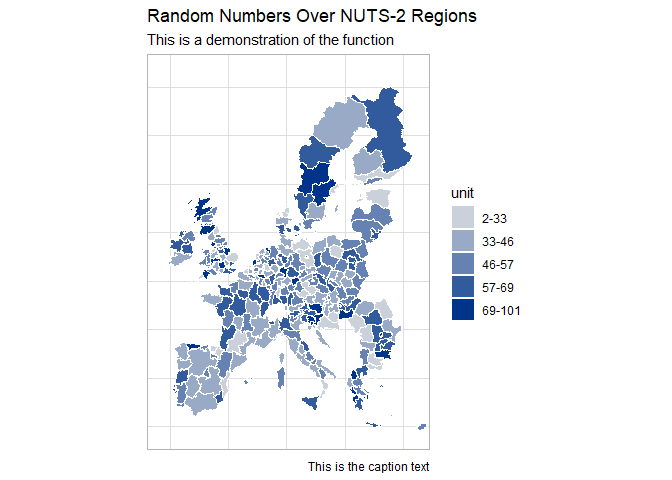 Random Numbers Over NUTS-2 Regions
This is a demonstration of the function
unit
2-33
33-46
46-57
57-69
69-101
This is the caption text